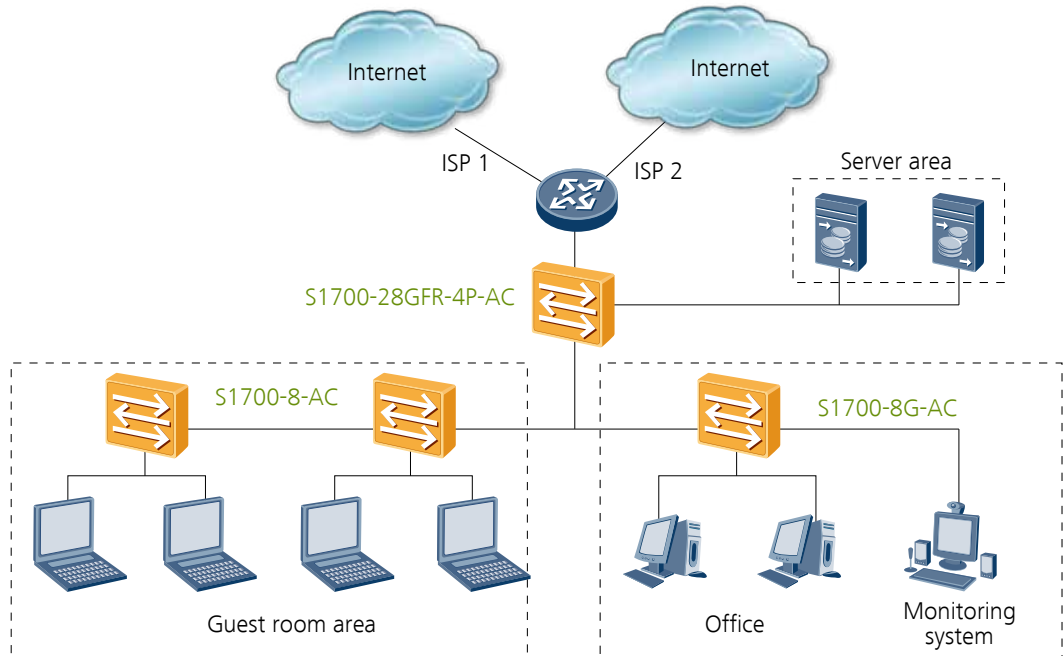 Internet
Internet
ISP 1
ISP 2
Server area
S1700-28GFR-4P-AC
S1700-8-AC
S1700-8G-AC
Guest room area
Office
Monitoring
system